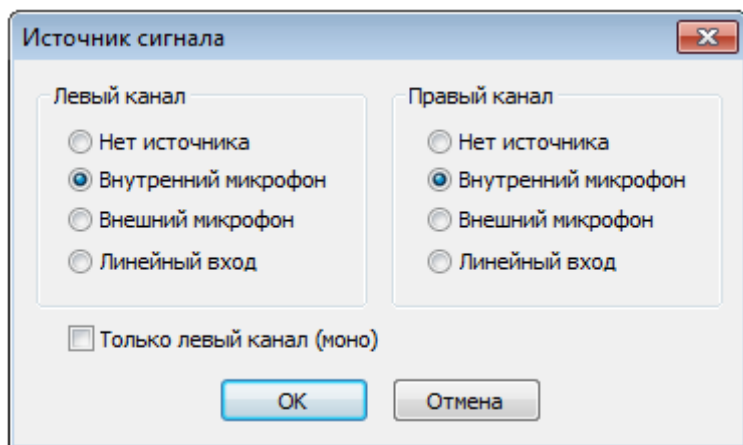 Источник сигнала
Левый канал
Нет источника
Внутренний микрофон
Внешний микрофон
Линейный вход
Правый канал
Нет источника
Внутренний микрофон
Внешний микрофон
Линейный вход
Только левый канал (моно)
OK
Отмена